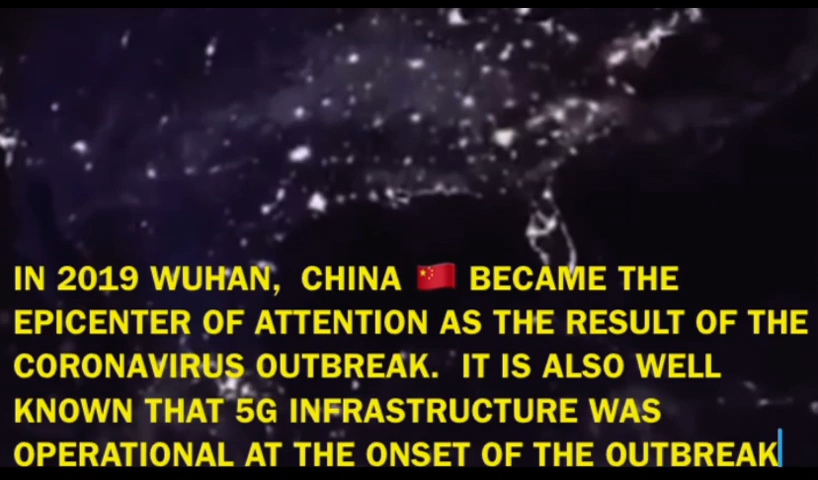 IN 2019 WUHAN, CHINA 🇨🇳 BECAME THE
EPICENTER OF ATTENTION AS THE RESULT OF THE
CORONAVIRUS OUTBREAK. IT IS ALSO WELL
KNOWN THAT 5G INFRASTRUCTURE WAS
OPERATIONAL AT THE ONSET OF THE OUTBREAK